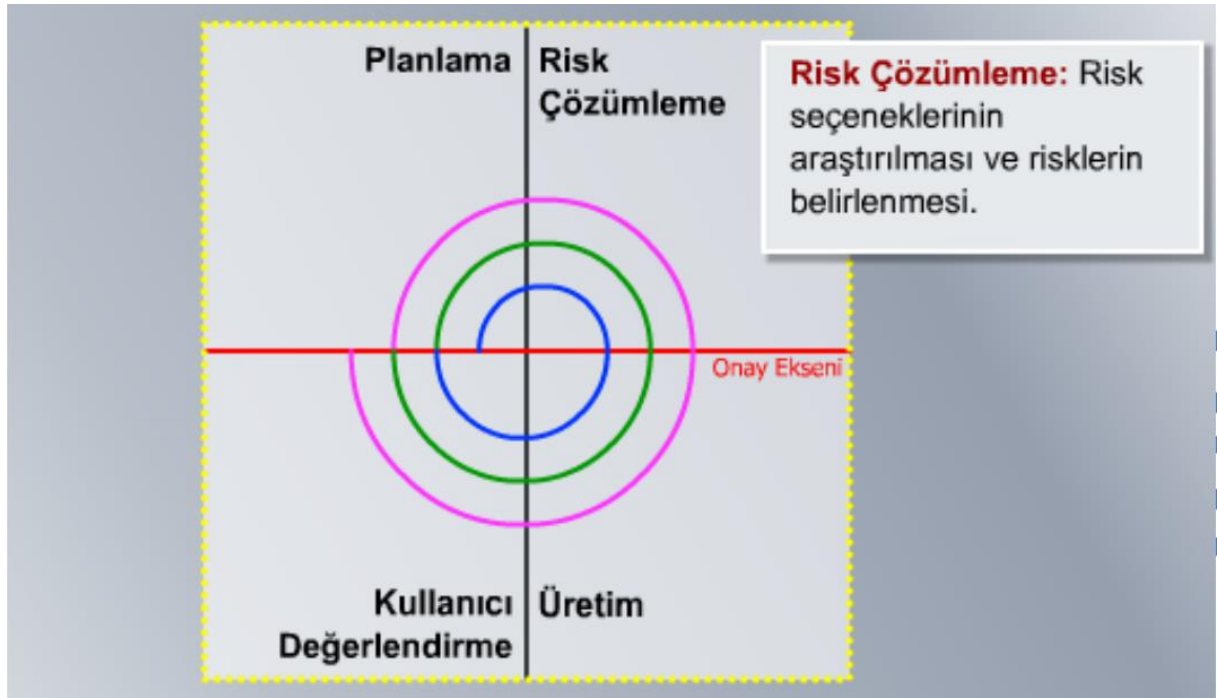 Planlama
Risk
Çözümleme
Risk Çözümleme: Risk
seçeneklerinin
araştırılması ve risklerin
belirlenmesi.
Onay Ekseni
Kullanıcı
Değerlendirme
Üretim